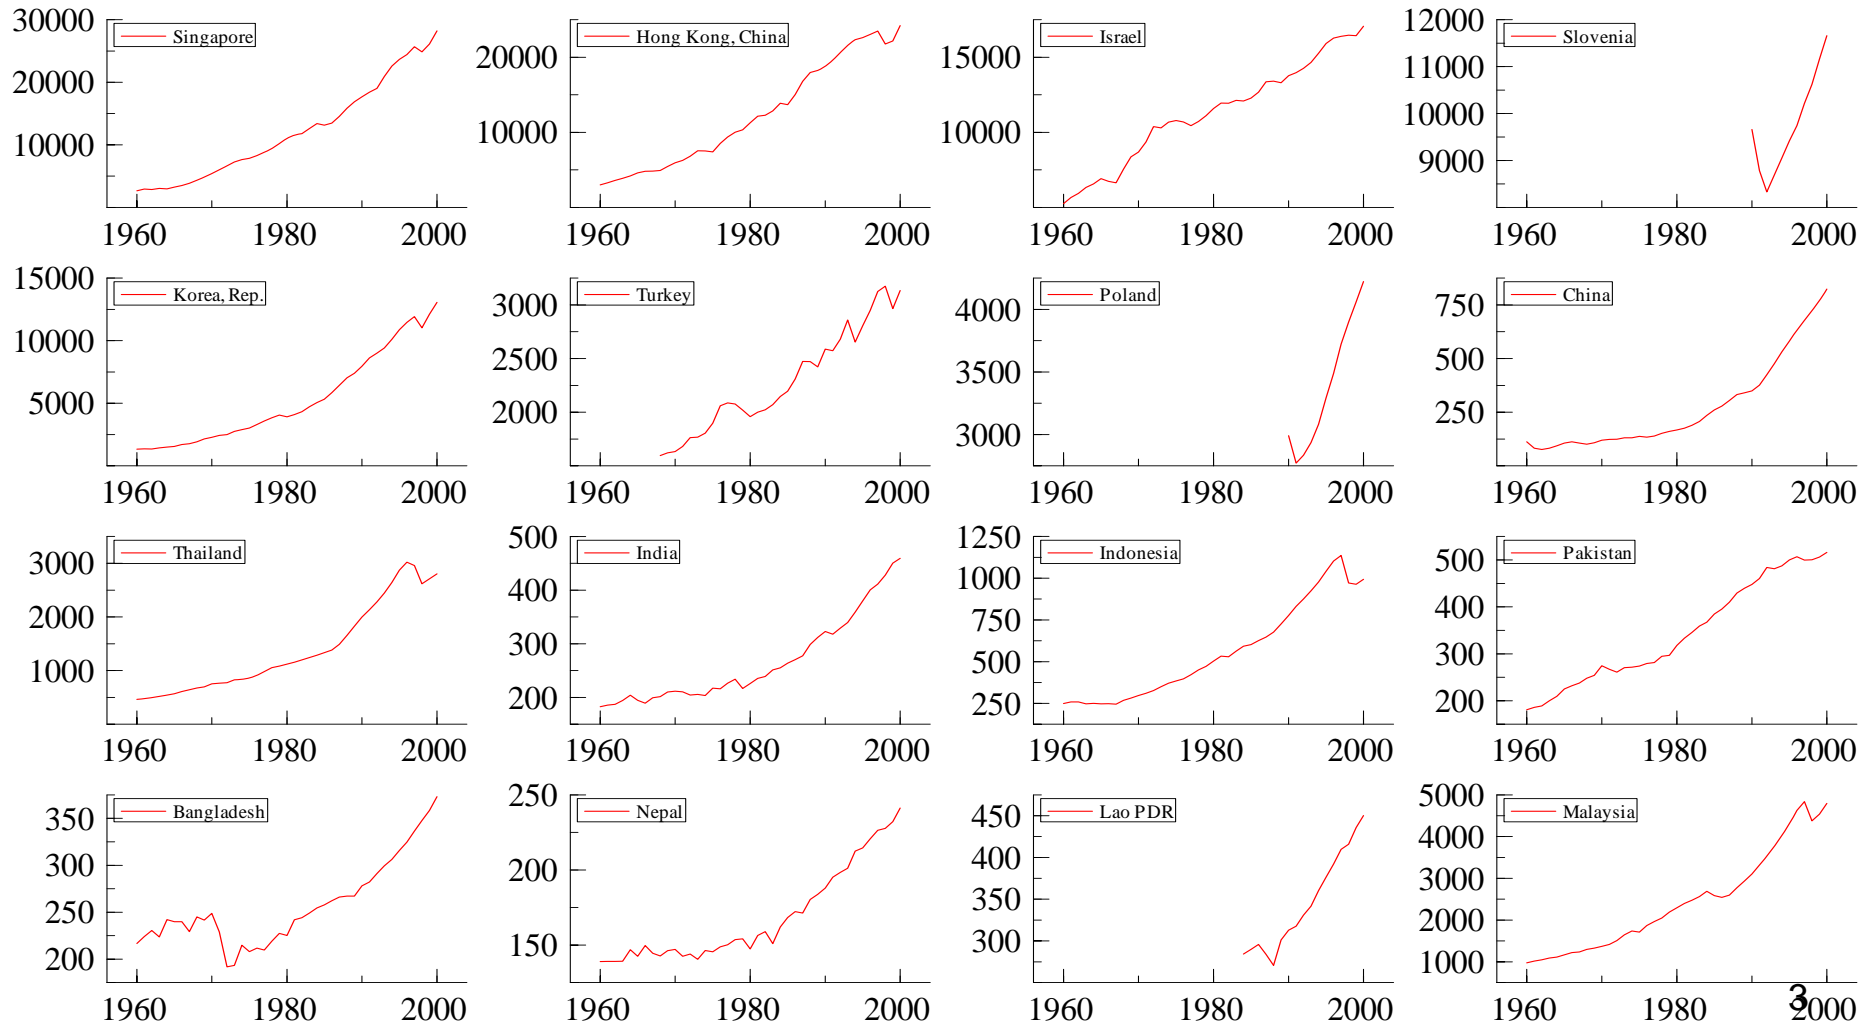 30000
20000
10000
Singapore
1960 1980 2000
20000
10000
Hong Kong, China
1960 1980 2000
15000
10000
Israel
1960 1980 2000
12000
11000
10000
9000
Slovenia
1960 1980 2000
15000
10000
5000
Korea, Rep.
1960 1980 2000
3000
2500
2000
Turkey
1960 1980 2000
4000
3500
3000
Poland
1960 1980 2000
750
500
250
China
1960 1980 2000
3000
2000
1000
Thailand
1960 1980 2000
500
400
300
200
India
1960 1980 2000
1250
1000
750
500
250
Indonesia
1960 1980 2000
500
400
300
200
Pakistan
1960 1980 2000
350
300
250
200
Bangladesh
1960 1980 2000
250
200
150
Nepal
1960 1980 2000
450
400
350
300
Lao PDR
1960 1980 2000
5000
4000
3000
2000
1000
Malaysia
1960 1980 2000
3